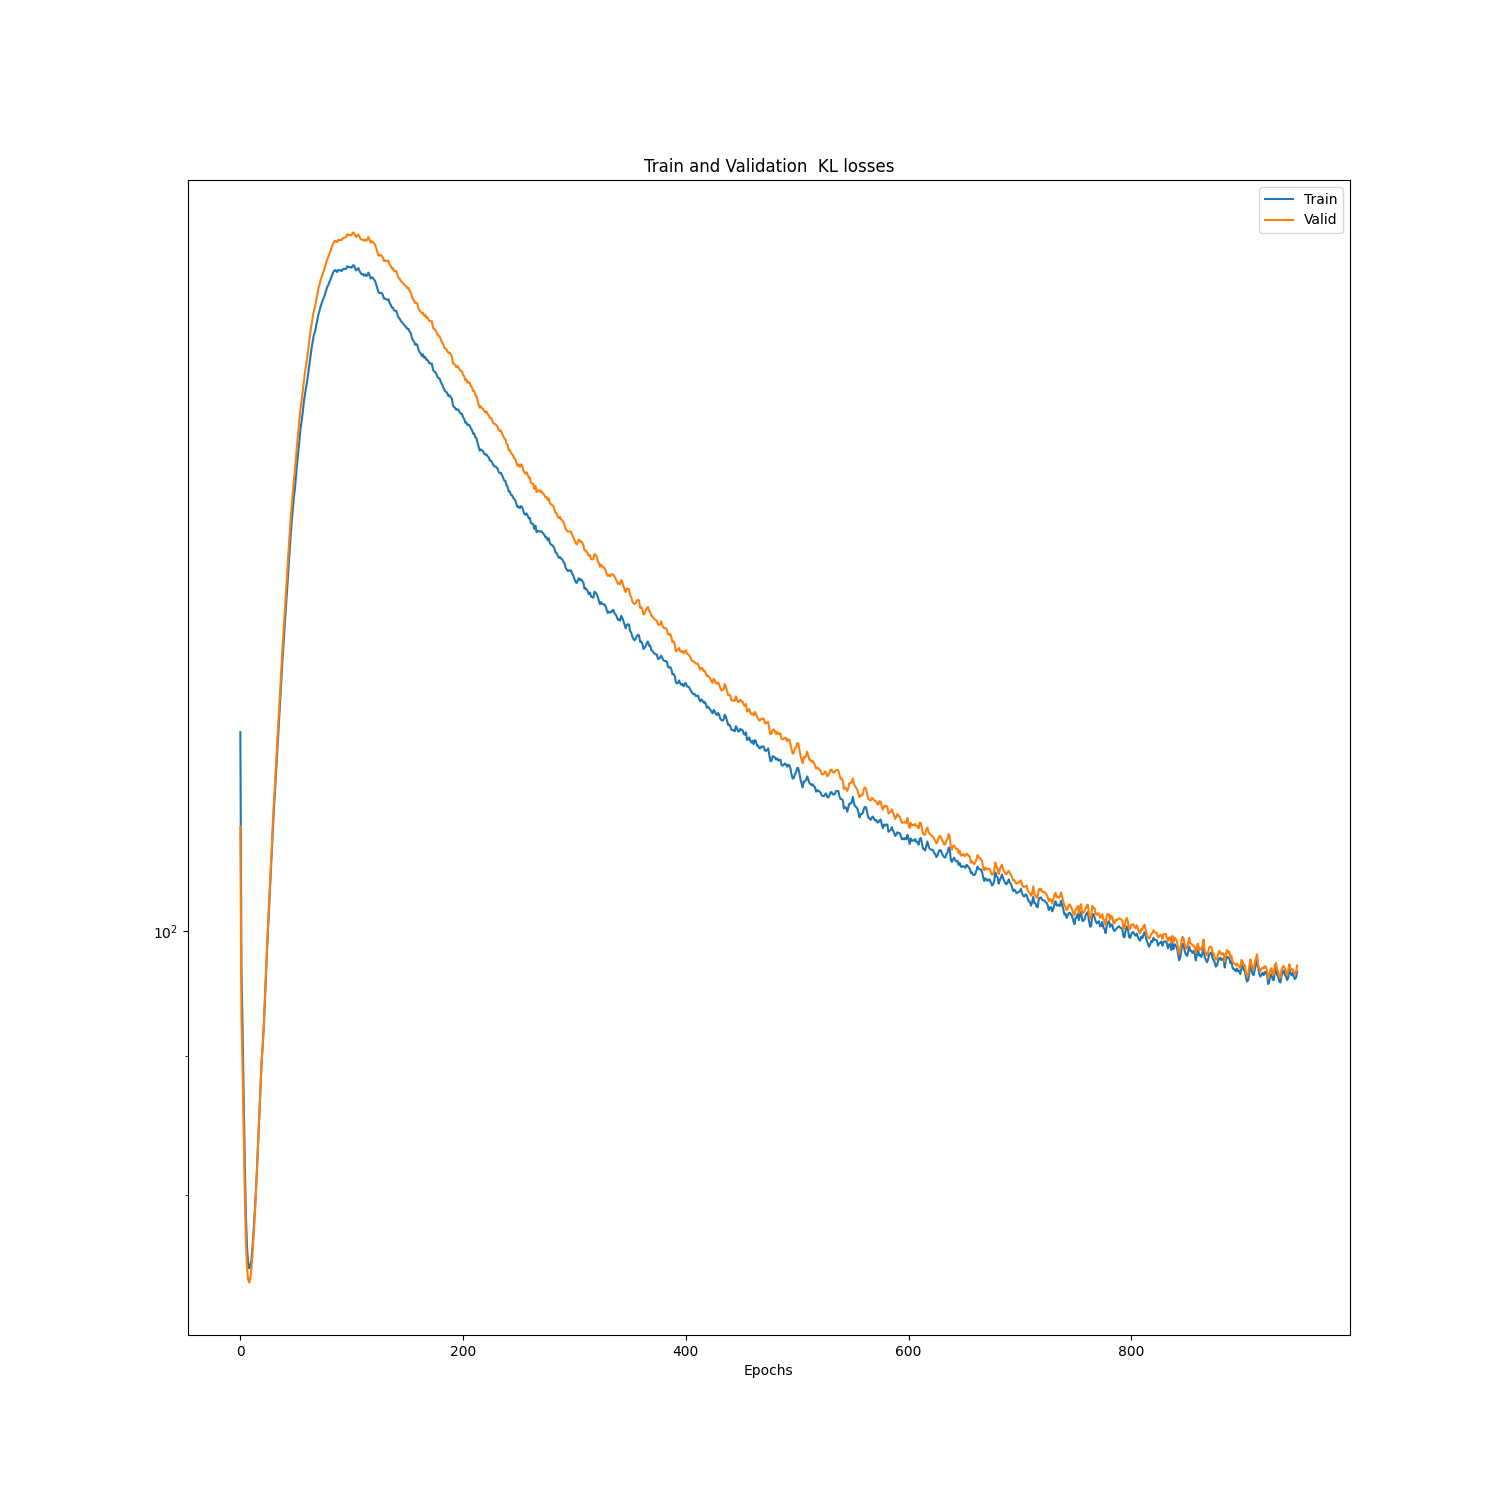 Train and Validation  KL losses
Train
Valid
10²
0 200 400 600 800
Epochs